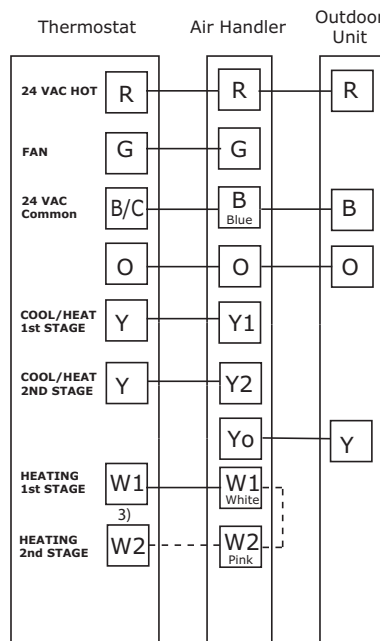 Thermostat Air Handler Outdoor
Unit
24 VAC HOT R R R
FAN G G
24 VAC
Common B/C B B
Blue
O O O
COOL/HEAT
1st STAGE Y Y1
COOL/HEAT
2ND STAGE Y Y2
Yo Y
HEATING
1st STAGE W1 W1
White
3)
HEATING
2nd STAGE W2 W2
Pink